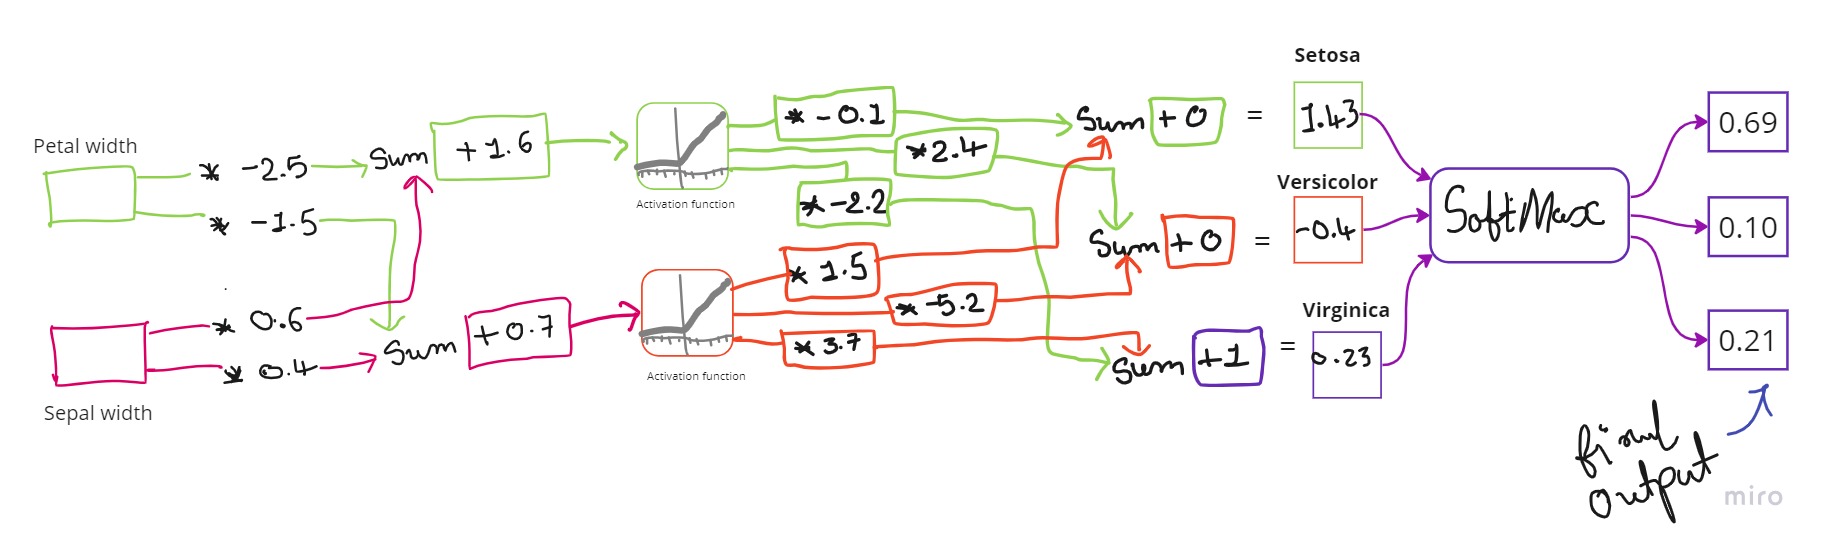 Petal width
* -2.5
* -1.5
Sum
+1.6
Activation function
* -0.1
*2.4
*-2.2
Sum +0
=
Setosa
1.43
Sepal width
* 0.6
* 0.4
Sum
+0.7
Activation function
* 1.5
* -5.2
* 3.7
Sum +0
=
Versicolor
-0.4
Sum +1
=
Virginica
0.23
SoftMax
0.69
0.10
0.21
final
output
miro